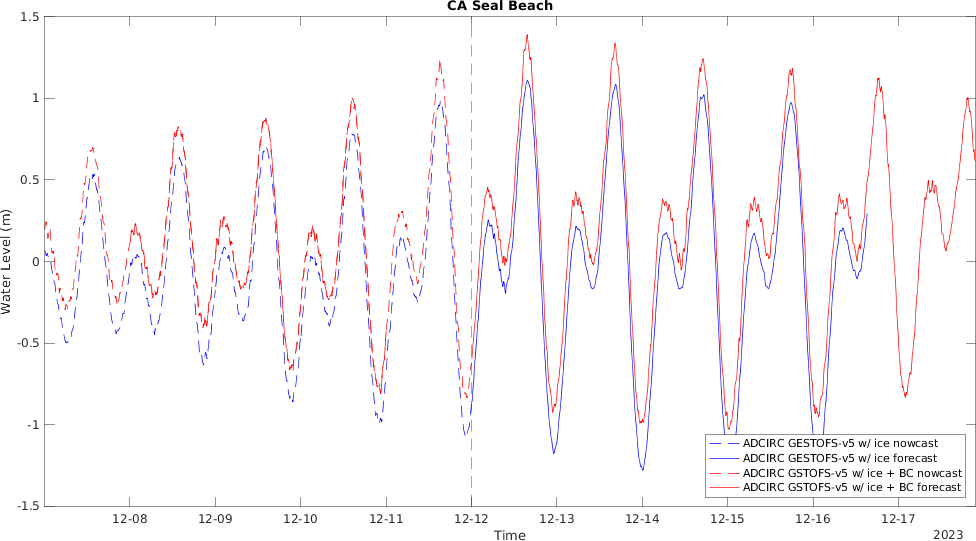 CA Seal Beach
1.5
1
0.5
0
-0.5
-1
-1.5
Water Level (m)
12-08 12-09 12-10 12-11 12-12 12-13 12-14 12-15 12-16 12-17
Time
2023
ADCIRC GESTOFS-v5 w/ ice nowcast
ADCIRC GESTOFS-v5 w/ ice forecast
ADCIRC GSTOFS-v5 w/ ice + BC nowcast
ADCIRC GSTOFS-v5 w/ ice + BC forecast